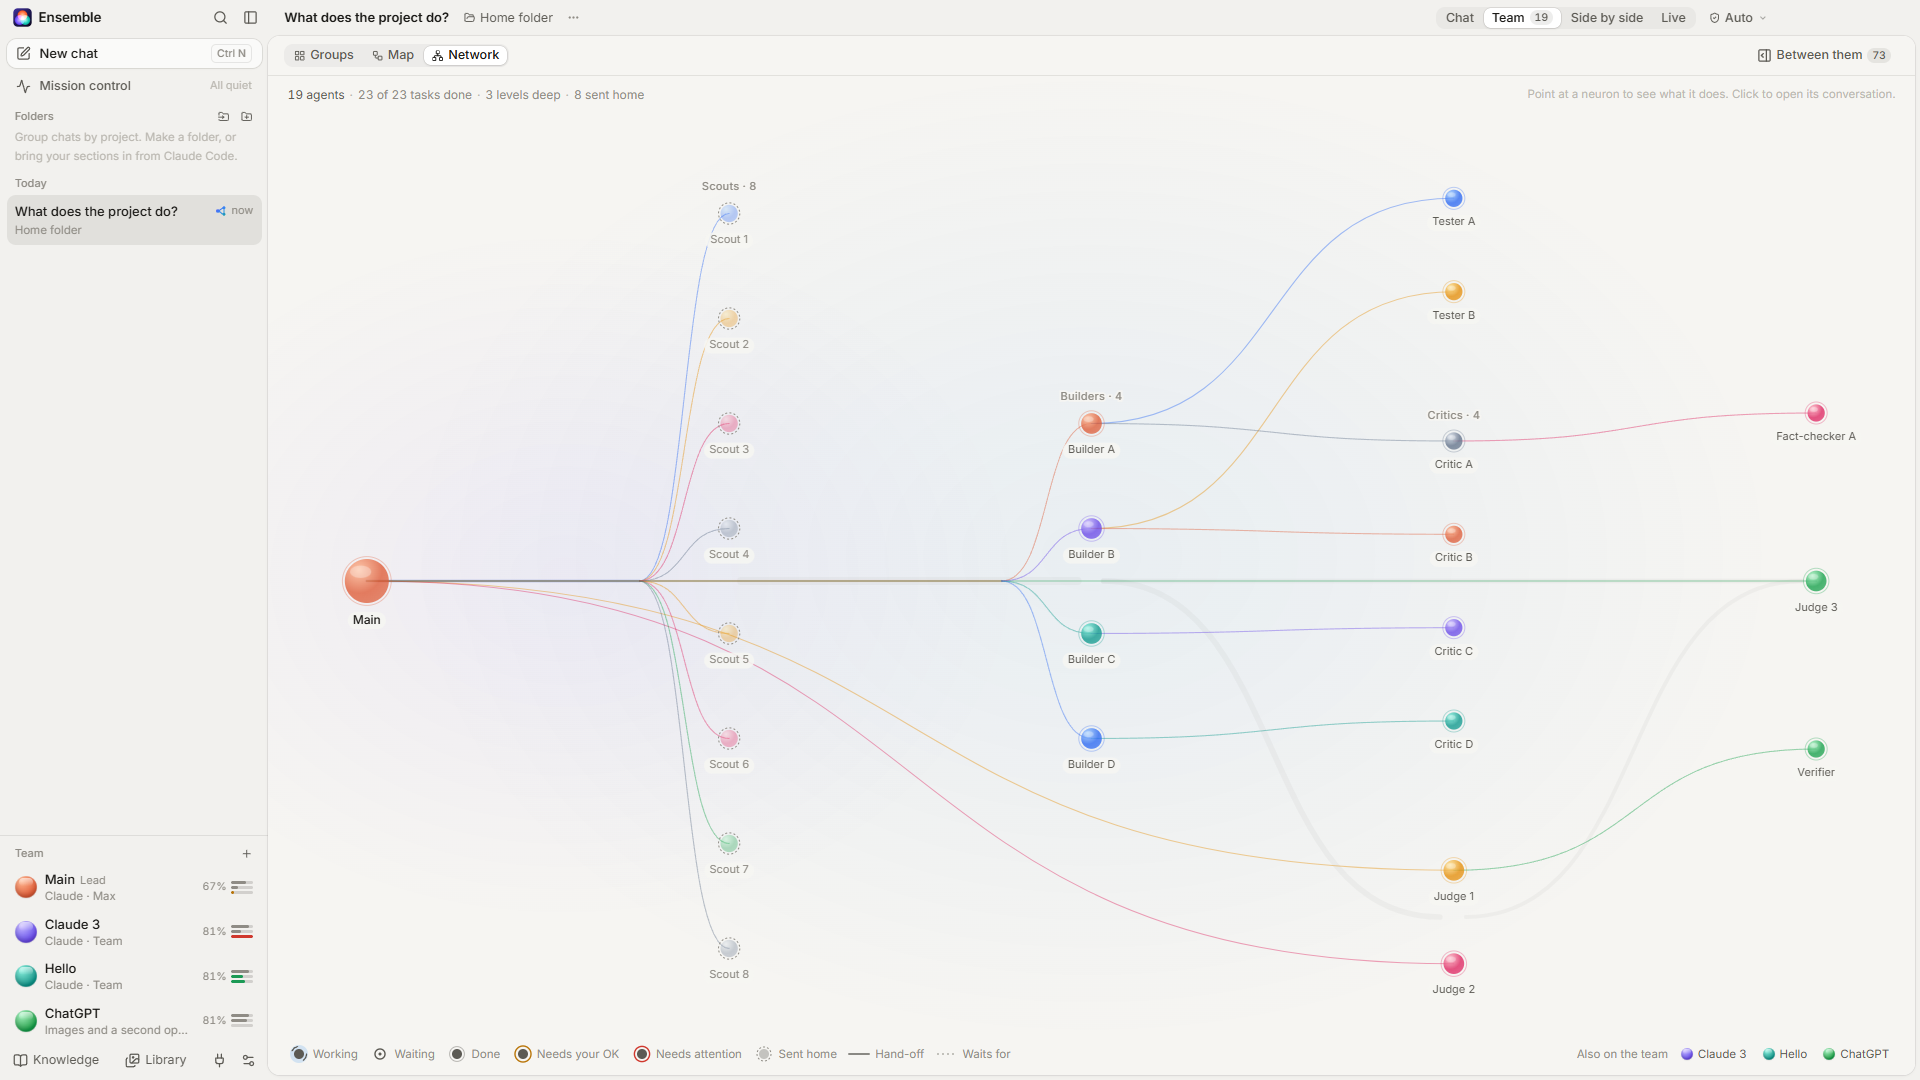 Ensemble
New chat
Ctrl N
Mission control
All quiet
Folders
Group chats by project. Make a folder, or
bring your sections in from Claude Code.
Today
What does the project do?
now
Home folder
Team
Main Lead
67%
Claude · Max
Claude 3
81%
Claude · Team
Hello
81%
Claude · Team
ChatGPT
81%
Images and a second op...
Knowledge
Library
What does the project do?
Home folder
Chat
Team 19
Side by side
Live
Auto
Groups
Map
Network
Between them 73
19 agents · 23 of 23 tasks done · 3 levels deep · 8 sent home
Point at a neuron to see what it does. Click to open its conversation.
Main
Scouts · 8
Scout 1
Scout 2
Scout 3
Scout 4
Scout 5
Scout 6
Scout 7
Scout 8
Builders · 4
Builder A
Builder B
Builder C
Builder D
Tester A
Tester B
Critics · 4
Critic A
Critic B
Critic C
Critic D
Judge 1
Judge 2
Fact-checker A
Judge 3
Verifier
Working
Waiting
Done
Needs your OK
Needs attention
Sent home
Hand-off
Waits for
Also on the team
Claude 3
Hello
ChatGPT